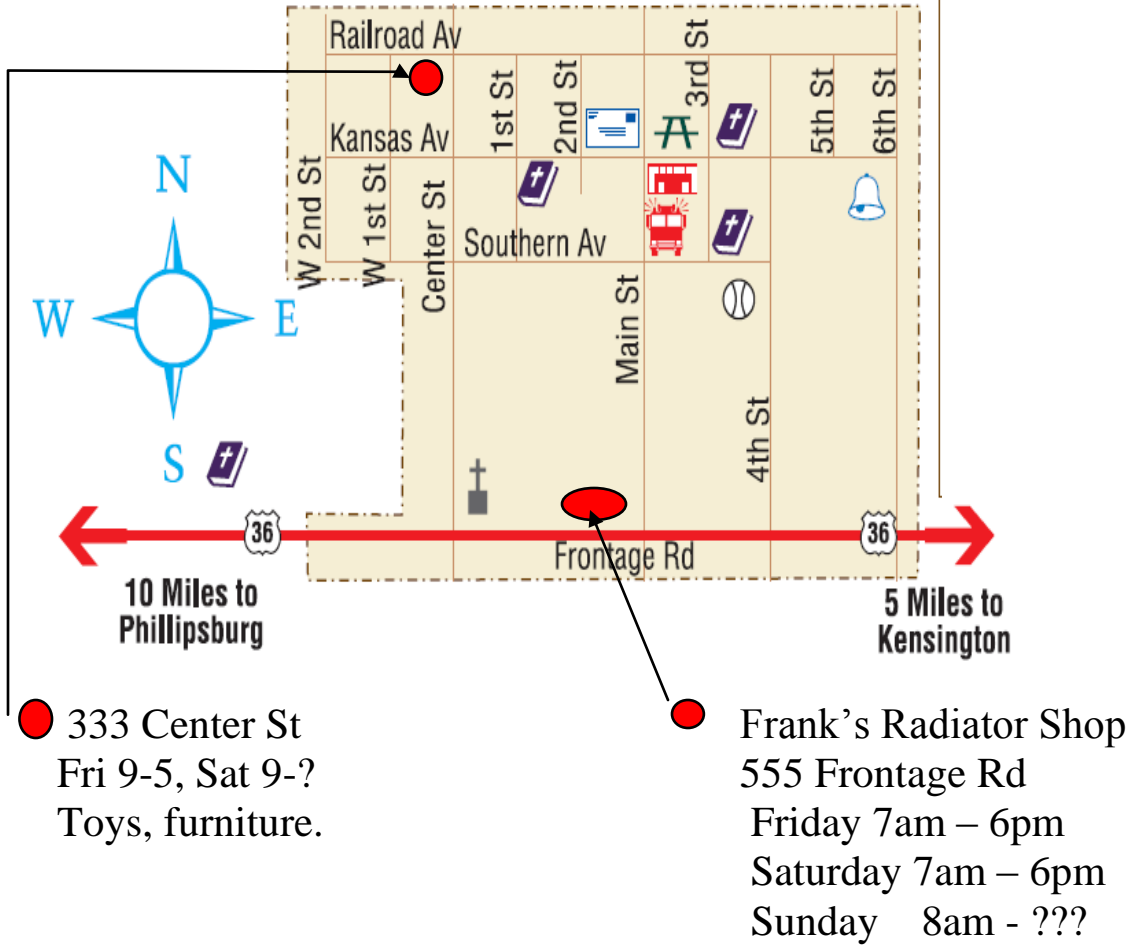 Railroad Av
3rd St
1st St
2nd St
5th St
6th St
Kansas Av
W 2nd St
W 1st St
Center St
Southern Av
N
W
E
S
Main St
4th St
36
36
Frontage Rd
10 Miles to
Phillipsburg
5 Miles to
Kensington
333 Center St
Fri 9-5, Sat 9-?
Toys, furniture.
Frank’s Radiator Shop
555 Frontage Rd
Friday 7am – 6pm
Saturday 7am – 6pm
Sunday 8am - ???